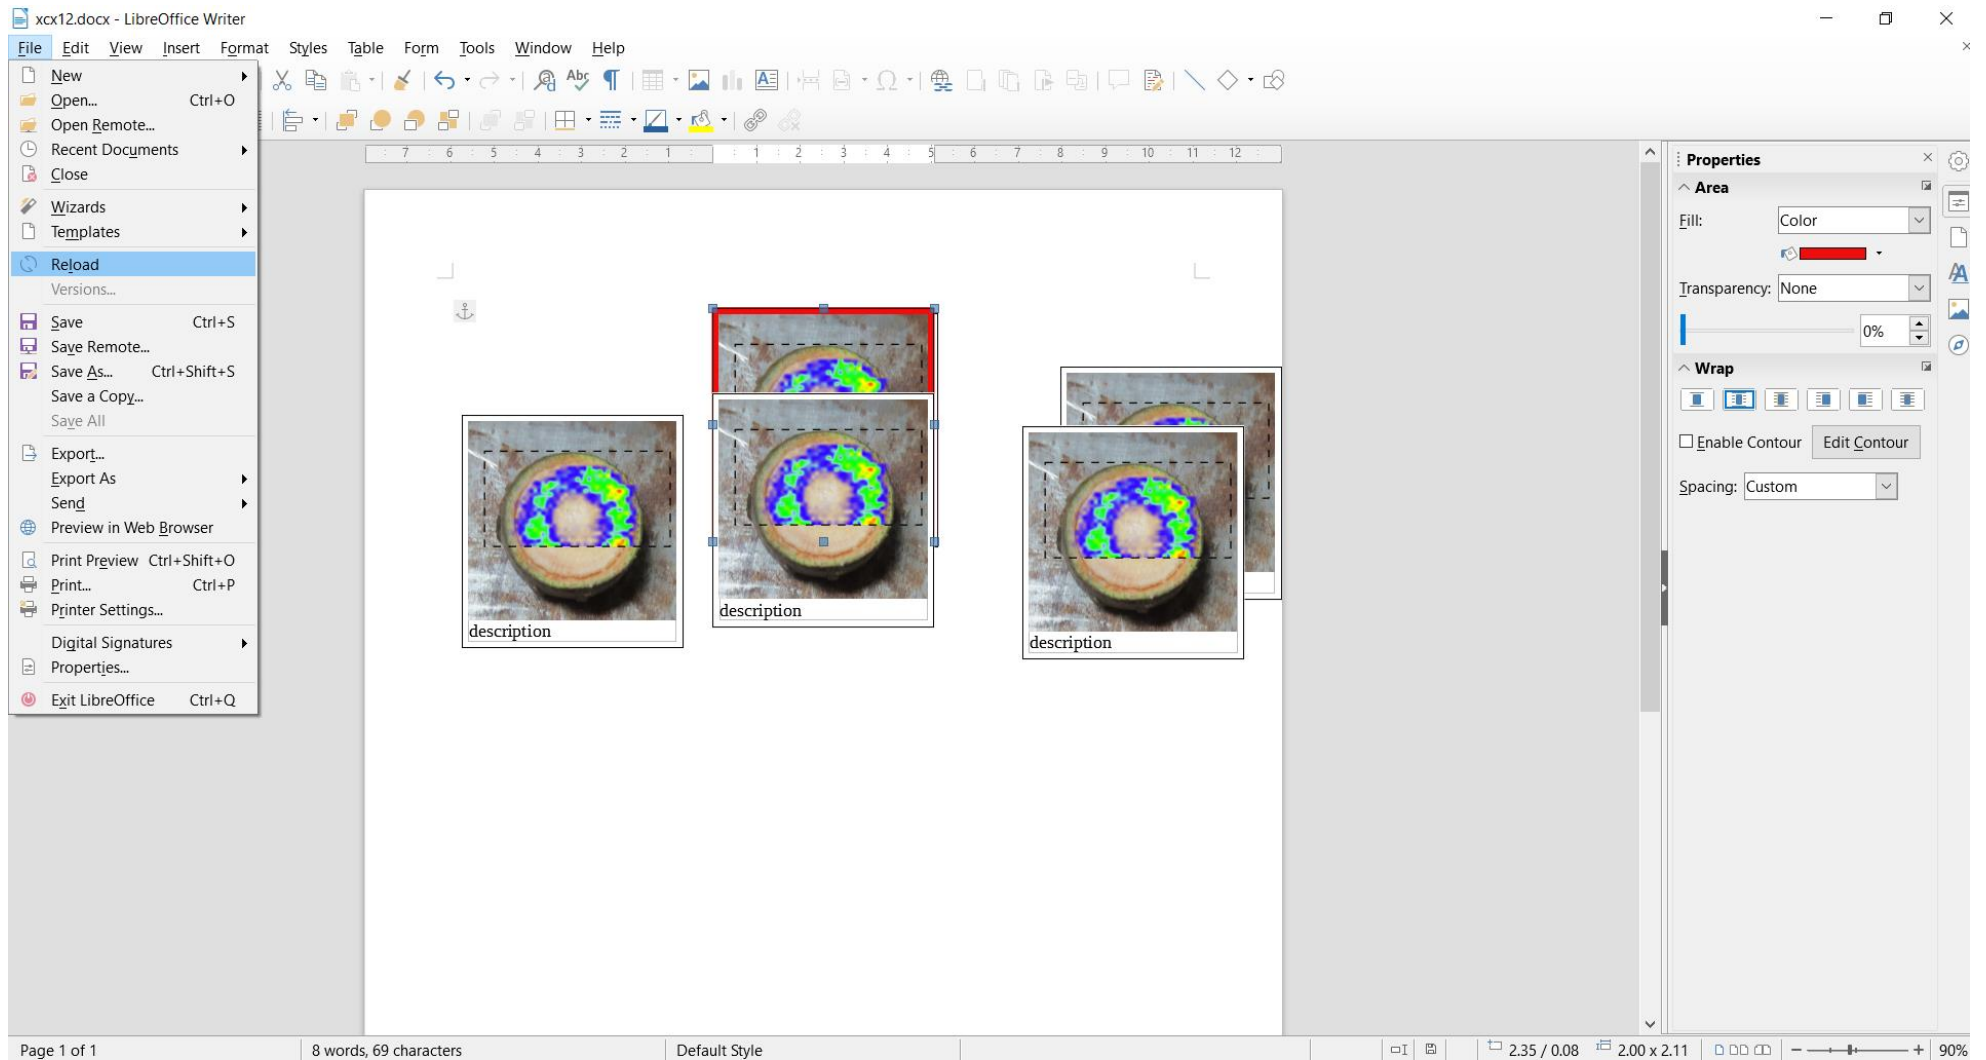 xcx12.docx - LibreOffice Writer
File Edit View Insert Format Styles Table Form Tools Window Help
New
Open... Ctrl+O
Open Remote...
Recent Documents
Close
Wizards
Templates
Reload
Versions...
Save Ctrl+S
Save Remote...
Save As... Ctrl+Shift+S
Save a Copy...
Save All
Export...
Export As
Send
Preview in Web Browser
Print Preview Ctrl+Shift+O
Print... Ctrl+P
Printer Settings...
Digital Signatures
Properties...
Exit LibreOffice Ctrl+Q
Abc
7 6 5 4 3 2 1 1 2 3 4 5 6 7 8 9 10 11 12
description
description
description
Properties
Area
Fill: Color
Transparency: None
0%
Wrap
Enable Contour Edit Contour
Spacing: Custom
Page 1 of 1 8 words, 69 characters Default Style 2.35 / 0.08 2.00 x 2.11 90%